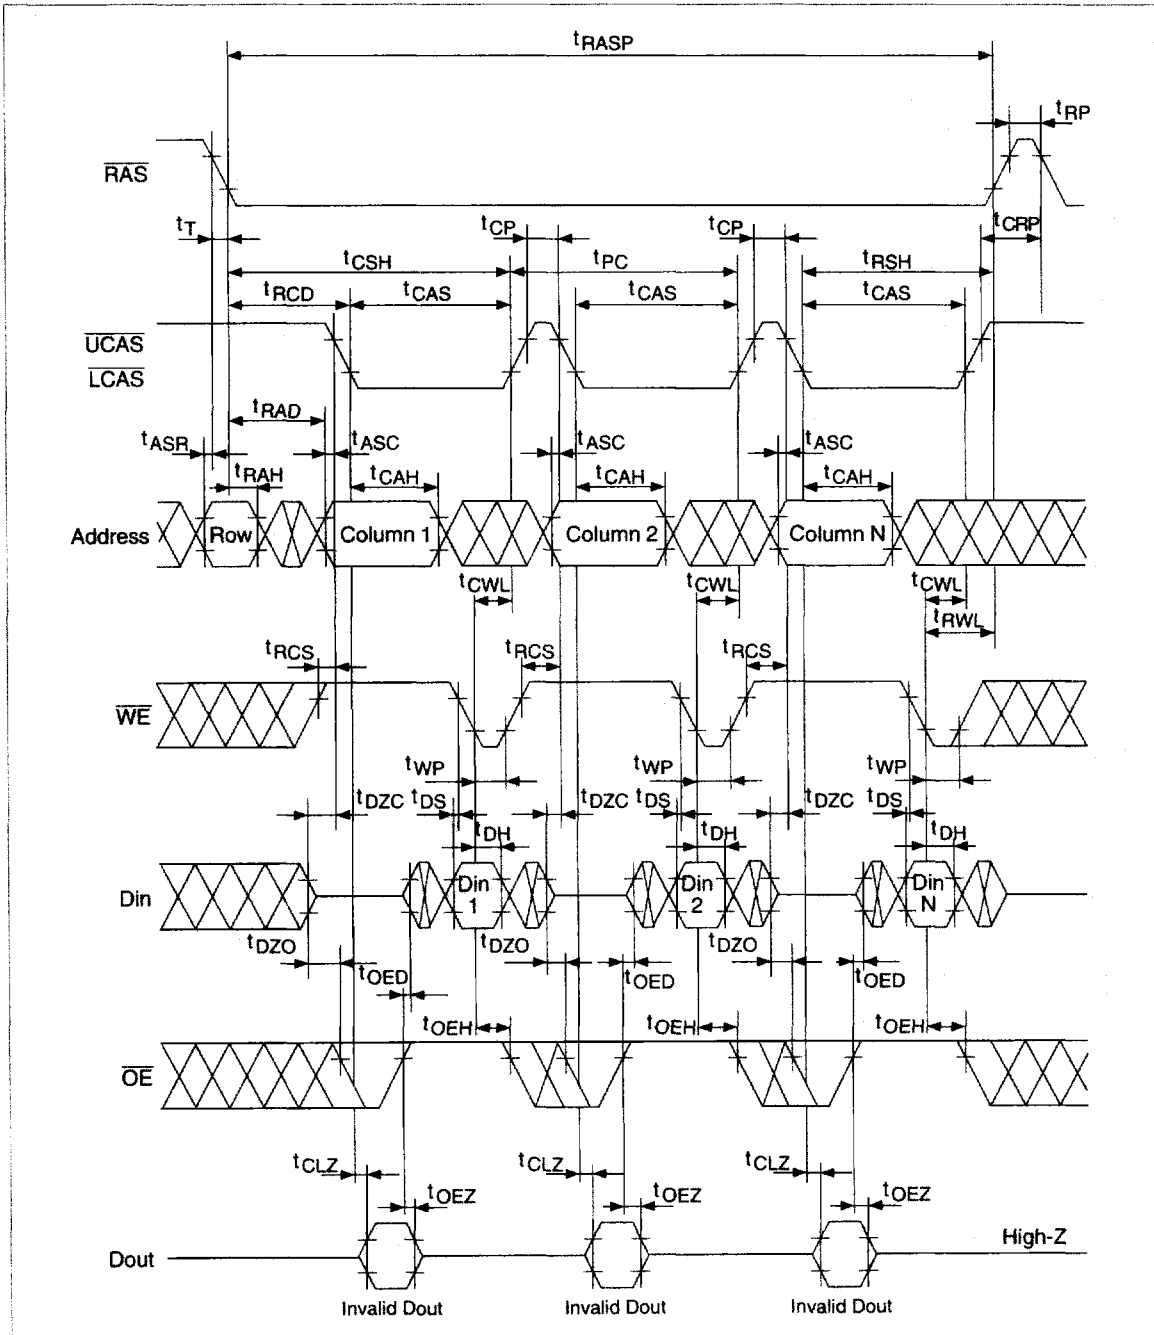 tRASP
tRP
RAS
tT
tCP
tCP
tCRP
tCSH
tPC
tRSH
tRCD
tCAS
tCAS
tCAS
UCAS
LCAS
tRAD
tASR
tASC
tASC
tASC
tRAH
tCAH
tCAH
tCAH
Address
Row
Column 1
Column 2
Column N
tCWL
tCWL
tCWL
tRWL
tRCS
tRCS
tRCS
WE
tWP
tWP
tWP
tDZC
tDS
tDZC
tDS
tDZC
tDS
tDH
tDH
tDH
Din
Din 1
Din 2
Din N
tDZO
tDZO
tDZO
tOED
tOED
tOED
tOEH
tOEH
tOEH
OE
tCLZ
tCLZ
tCLZ
tOEZ
tOEZ
tOEZ
Dout
High-Z
Invalid Dout
Invalid Dout
Invalid Dout